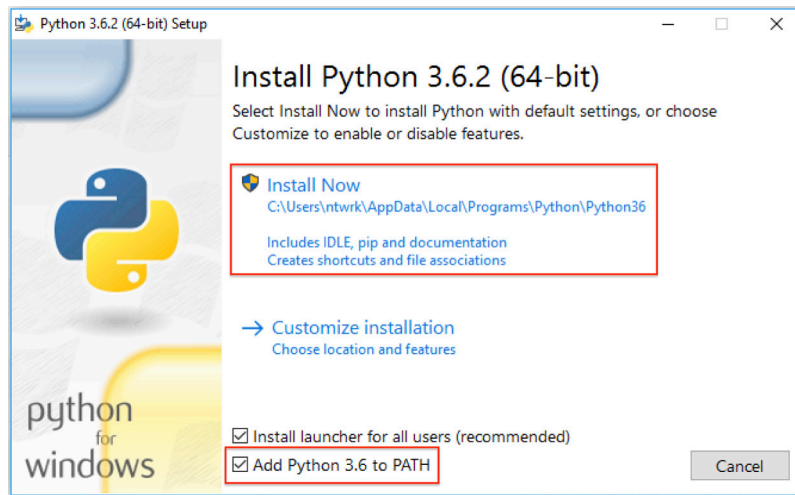 Python 3.6.2 (64-bit) Setup
Install Python 3.6.2 (64-bit)
Select Install Now to install Python with default settings, or choose
Customize to enable or disable features.
Install Now
C:\Users\ntwrk\AppData\Local\Programs\Python\Python36
Includes IDLE, pip and documentation
Creates shortcuts and file associations
→ Customize installation
Choose location and features
python
for
windows
Install launcher for all users (recommended)
Add Python 3.6 to PATH
Cancel